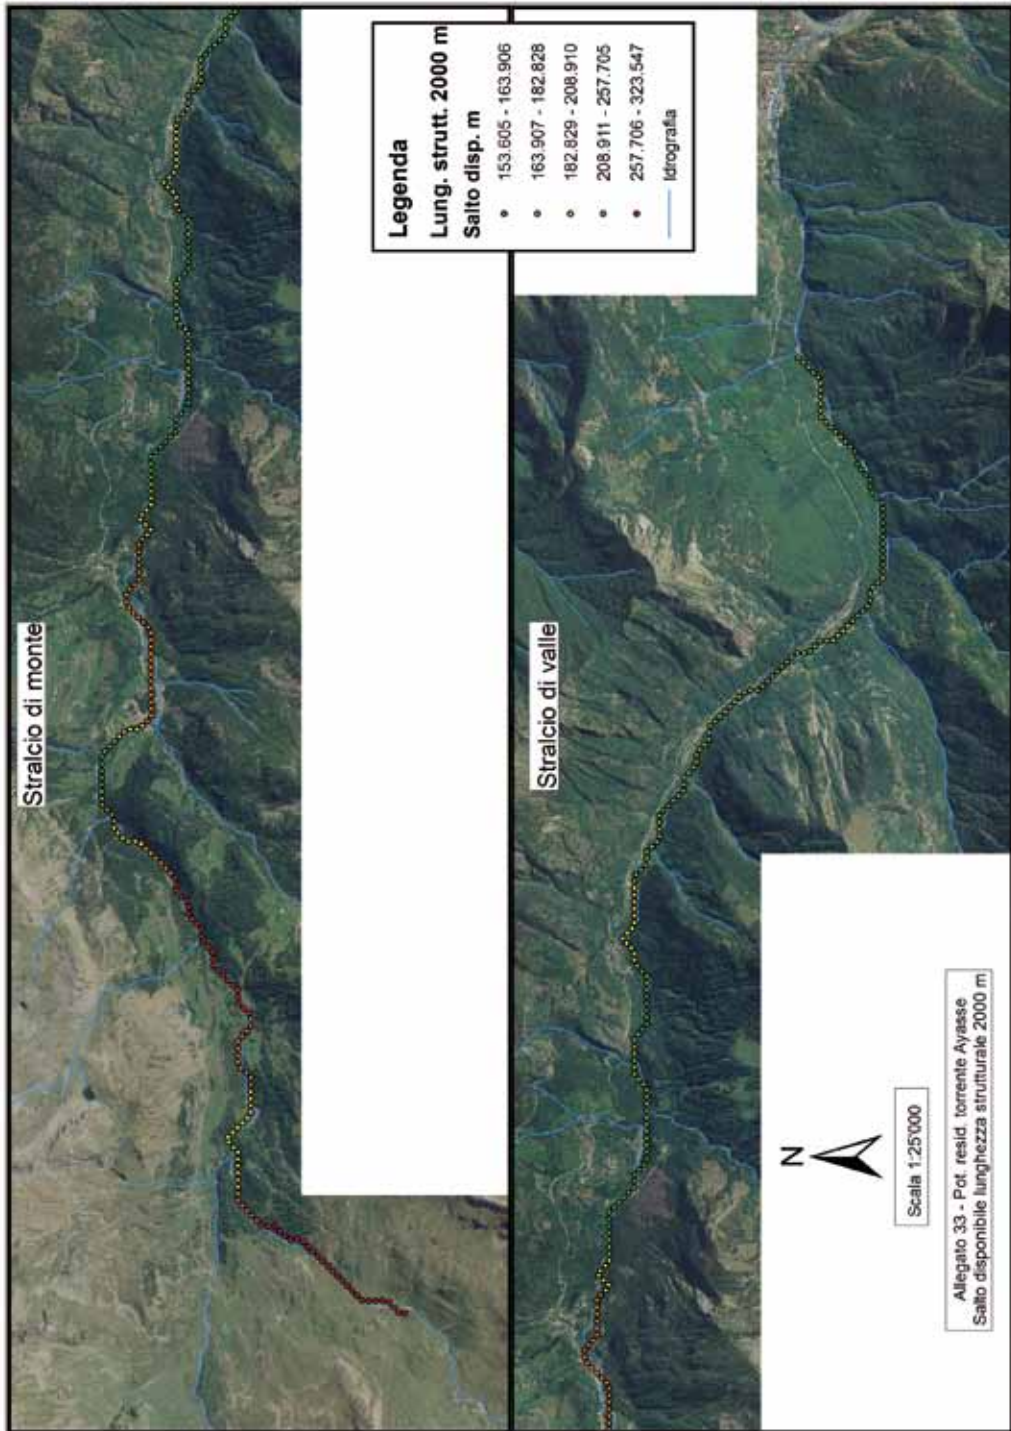 Stralcio di monte
Legenda
Lung. strutt. 2000 m
Salto disp. m
153.605 - 163.906
163.907 - 182.828
182.829 - 208.910
208.911 - 257.705
257.706 - 323.547
Idrografia
Stralcio di valle
N
Scala 1:25'000
Allegato 33 - Pot. resid. torrente Ayasse
Salto disponibile lunghezza strutturale 2000 m